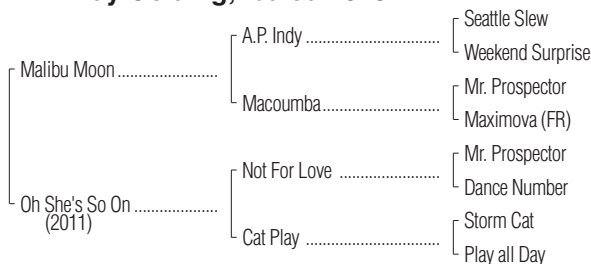 Seattle Slew
A.P. Indy ..............................
Weekend Surprise
Malibu Moon ......................
Mr. Prospector
Macoumba..........................
Maximova (FR)
Mr. Prospector
Not For Love ......................
Dance Number
Oh She's So On ..................
(2011)
Storm Cat
Cat Play ..............................
Play all Day